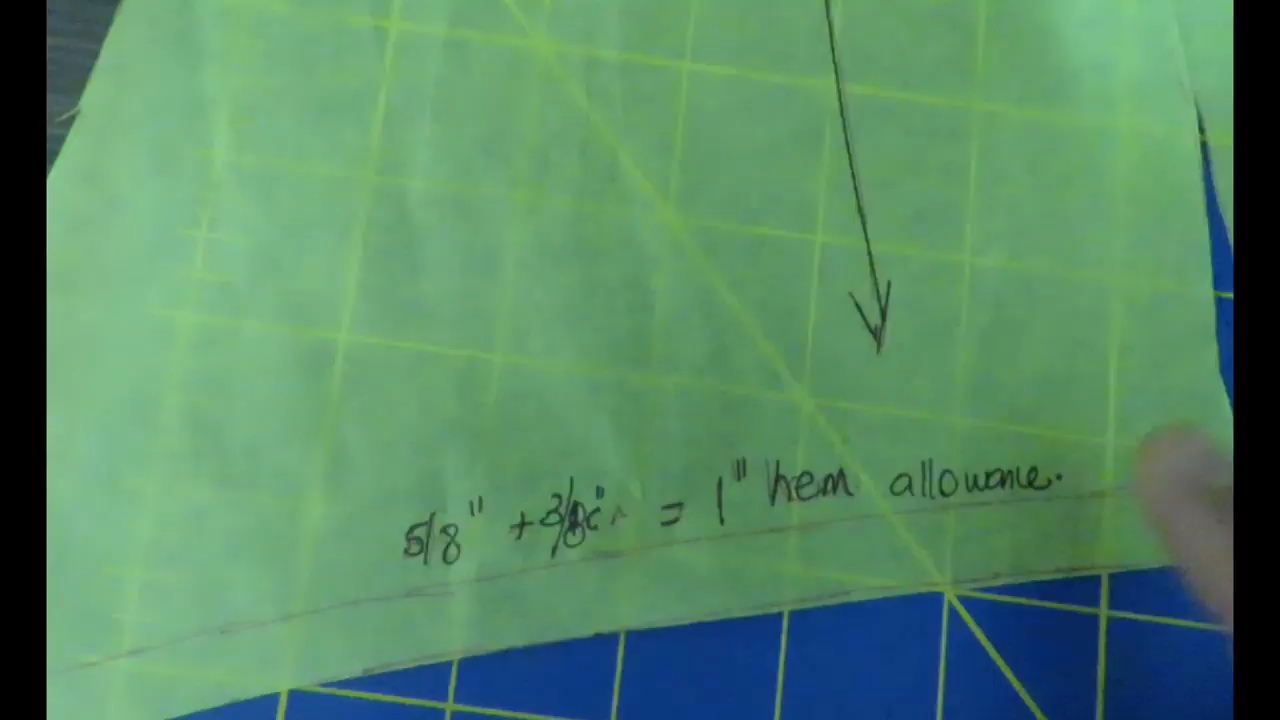 5/8" + 3/8" = 1" hem allowance.